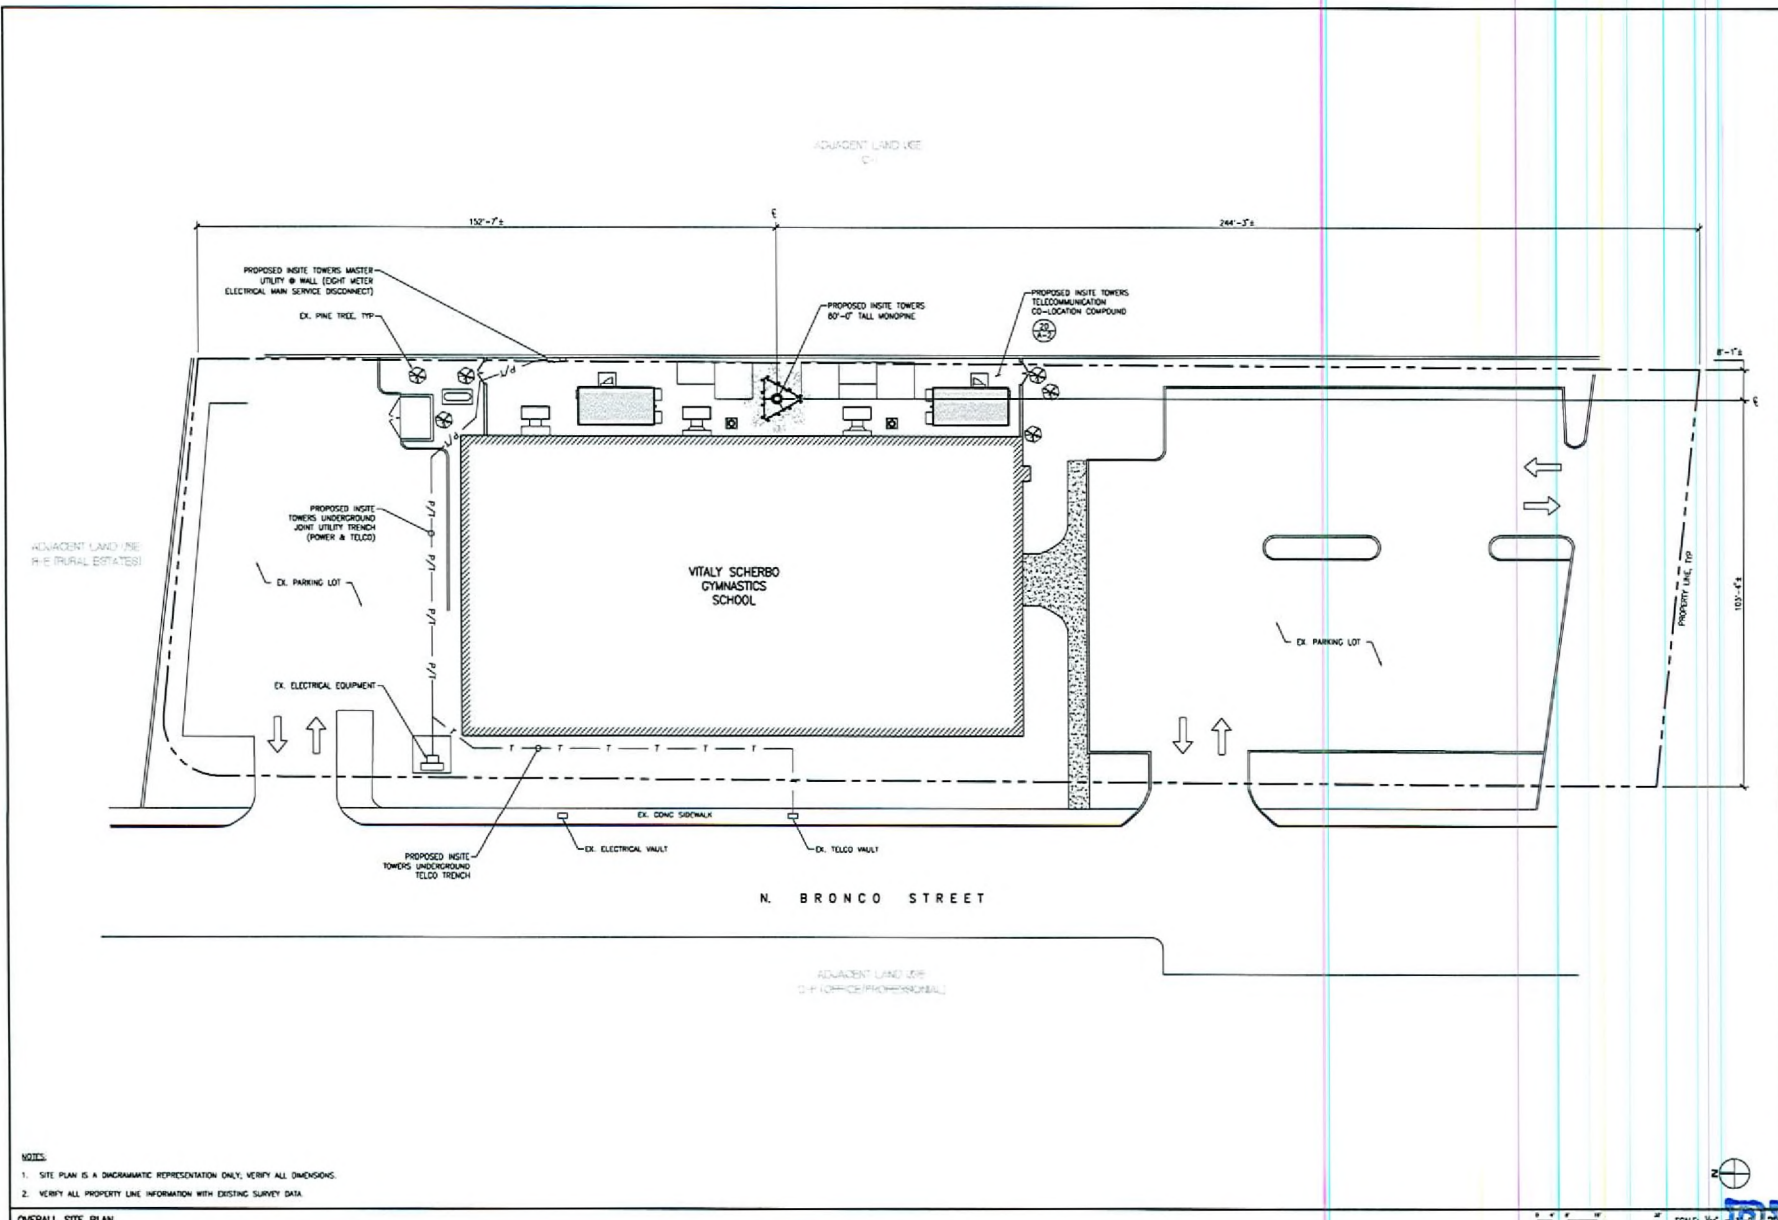 ADJACENT LAND USE
C-1
152'-7"±
244'-3"±
PROPOSED INSITE TOWERS MASTER
UTILITY @ WALL (EIGHT METER
ELECTRICAL MAIN SERVICE DISCONNECT)
EX. PINE TREE, TYP
PROPOSED INSITE TOWERS
80'-0" TALL MONOPINE
PROPOSED INSITE TOWERS
TELECOMMUNICATION
CO-LOCATION COMPOUND
20
A-2
8'-1"±
P/T
P/T
PROPOSED INSITE
TOWERS UNDERGROUND
JOINT UTILITY TRENCH
(POWER & TELCO)
P/T
P/T
P/T
P/T
ADJACENT LAND USE
R-E (RURAL ESTATES)
EX. PARKING LOT
VITALY SCHERBO
GYMNASTICS
SCHOOL
EX. PARKING LOT
PROPERTY LINE, TYP
103'-4"±
EX. ELECTRICAL EQUIPMENT
T T T T T T
EX. CONC SIDEWALK
PROPOSED INSITE
TOWERS UNDERGROUND
TELCO TRENCH
EX. ELECTRICAL VAULT
EX. TELCO VAULT
N. BRONCO STREET
ADJACENT LAND USE
O-P (OFFICE/PROFESSIONAL)
NOTES:
1. SITE PLAN IS A DIAGRAMMATIC REPRESENTATION ONLY; VERIFY ALL DIMENSIONS.
2. VERIFY ALL PROPERTY LINE INFORMATION WITH EXISTING SURVEY DATA.
N
OVERALL SITE PLAN
SCALE: